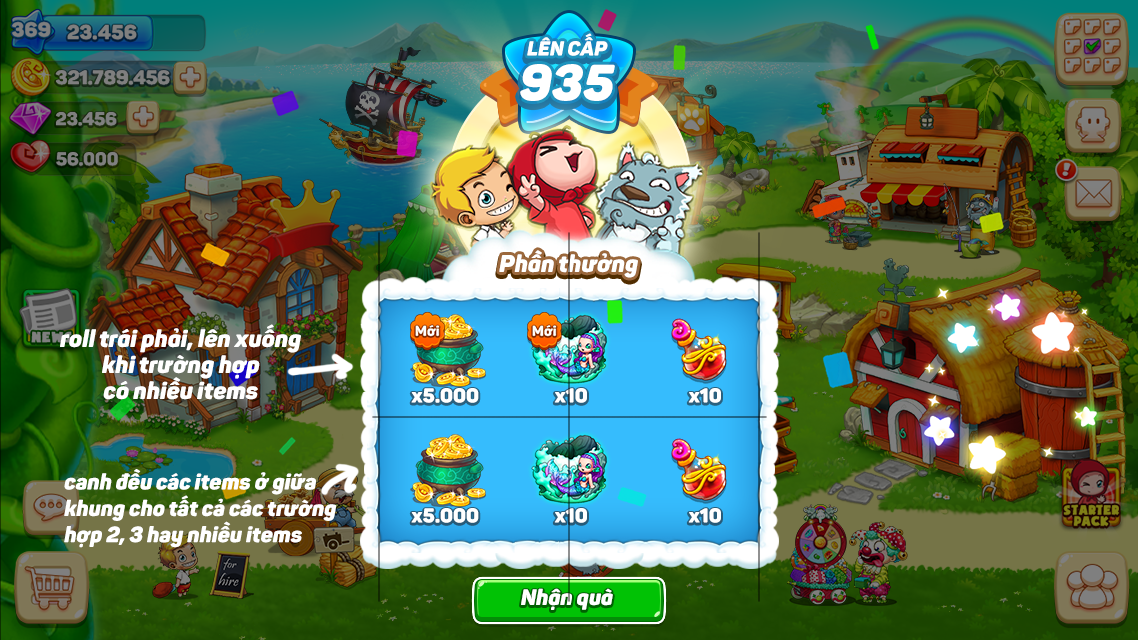 369
23.456
321.789.456
23.456
56.000
LÊN CẤP
935
Phần thưởng
NEWS
roll trái phải, lên xuống
khi trường hợp
có nhiều items
Mới
Mới
x5.000
x10
x10
x5.000
x10
x10
canh đều các items ở giữa
khung cho tất cả các trường
hợp 2, 3 hay nhiều items
for
hire
STARTER
PACK
Nhận quà